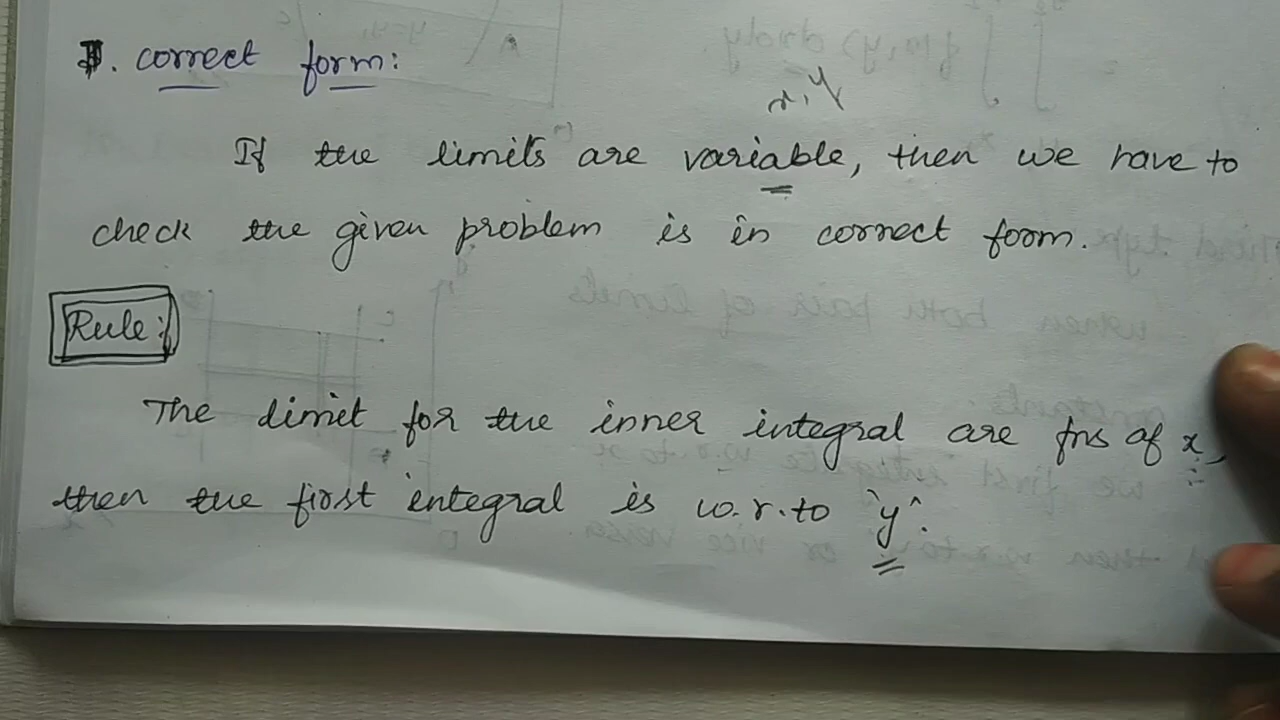 correct form:
x, y
If the limits are variable, then we have to
check the given problem is in correct form.
Rule:
The limit for the inner integral are fns of x,
then the first integral is w.r.to `y'.